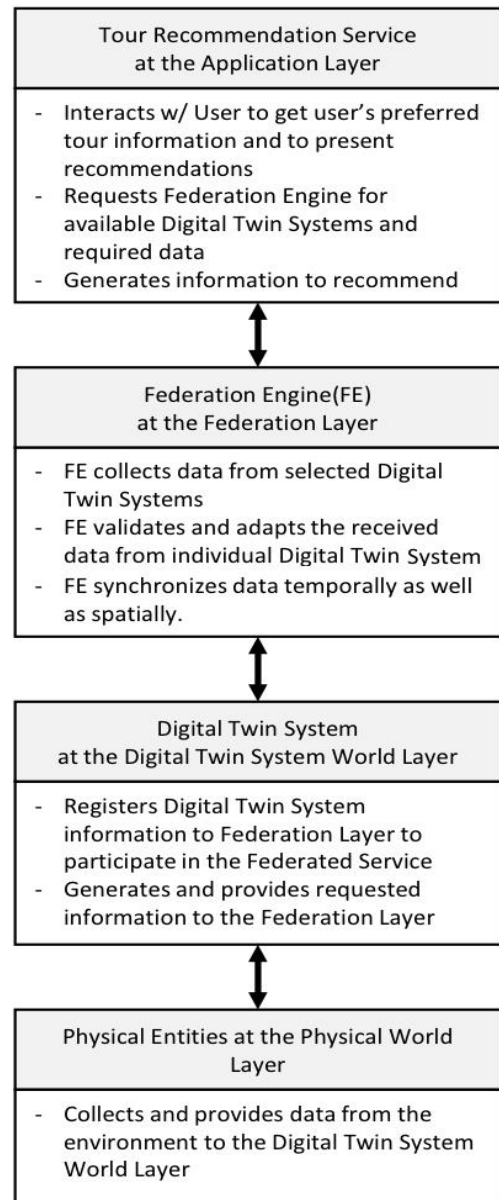 Tour Recommendation Service
at the Application Layer
- Interacts w/ User to get user's preferred
tour information and to present
recommendations
- Requests Federation Engine for
available Digital Twin Systems and
required data
- Generates information to recommend
Federation Engine(FE)
at the Federation Layer
- FE collects data from selected Digital
Twin Systems
- FE validates and adapts the received
data from individual Digital Twin System
- FE synchronizes data temporally as well
as spatially.
Digital Twin System
at the Digital Twin System World Layer
- Registers Digital Twin System
information to Federation Layer to
participate in the Federated Service
- Generates and provides requested
information to the Federation Layer
Physical Entities at the Physical World
Layer
- Collects and provides data from the
environment to the Digital Twin System
World Layer